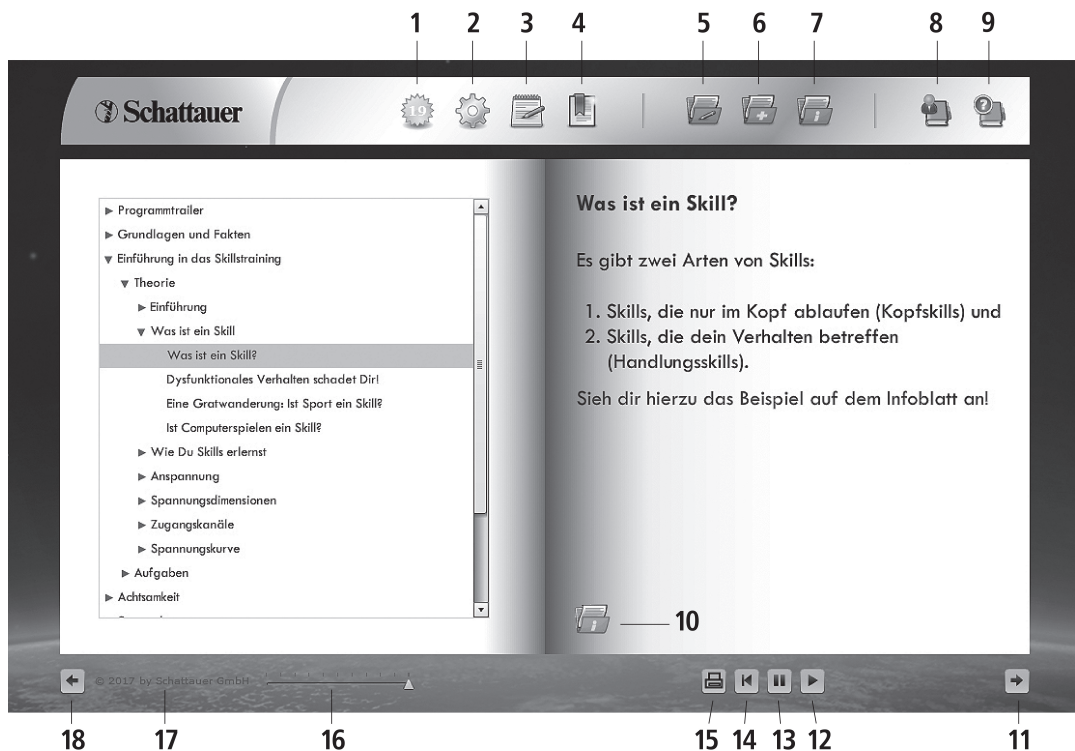 1 2 3 4 5 6 7 8 9
Schattauer
19
Programmtrailer
Grundlagen und Fakten
Einführung in das Skillstraining
Theorie
Einführung
Was ist ein Skill
Was ist ein Skill?
Dysfunktionales Verhalten schadet Dir!
Eine Gratwanderung: Ist Sport ein Skill?
Ist Computerspielen ein Skill?
Wie Du Skills erlernst
Anspannung
Spannungsdimensionen
Zugangskanäle
Spannungskurve
Aufgaben
Achtsamkeit
Was ist ein Skill?
Es gibt zwei Arten von Skills:
1. Skills, die nur im Kopf ablaufen (Kopfskills) und
2. Skills, die dein Verhalten betreffen
(Handlungsskills).
Sieh dir hierzu das Beispiel auf dem Infoblatt an!
10
© 2017 by Schattauer GmbH
18 17 16 15 14 13 12 11